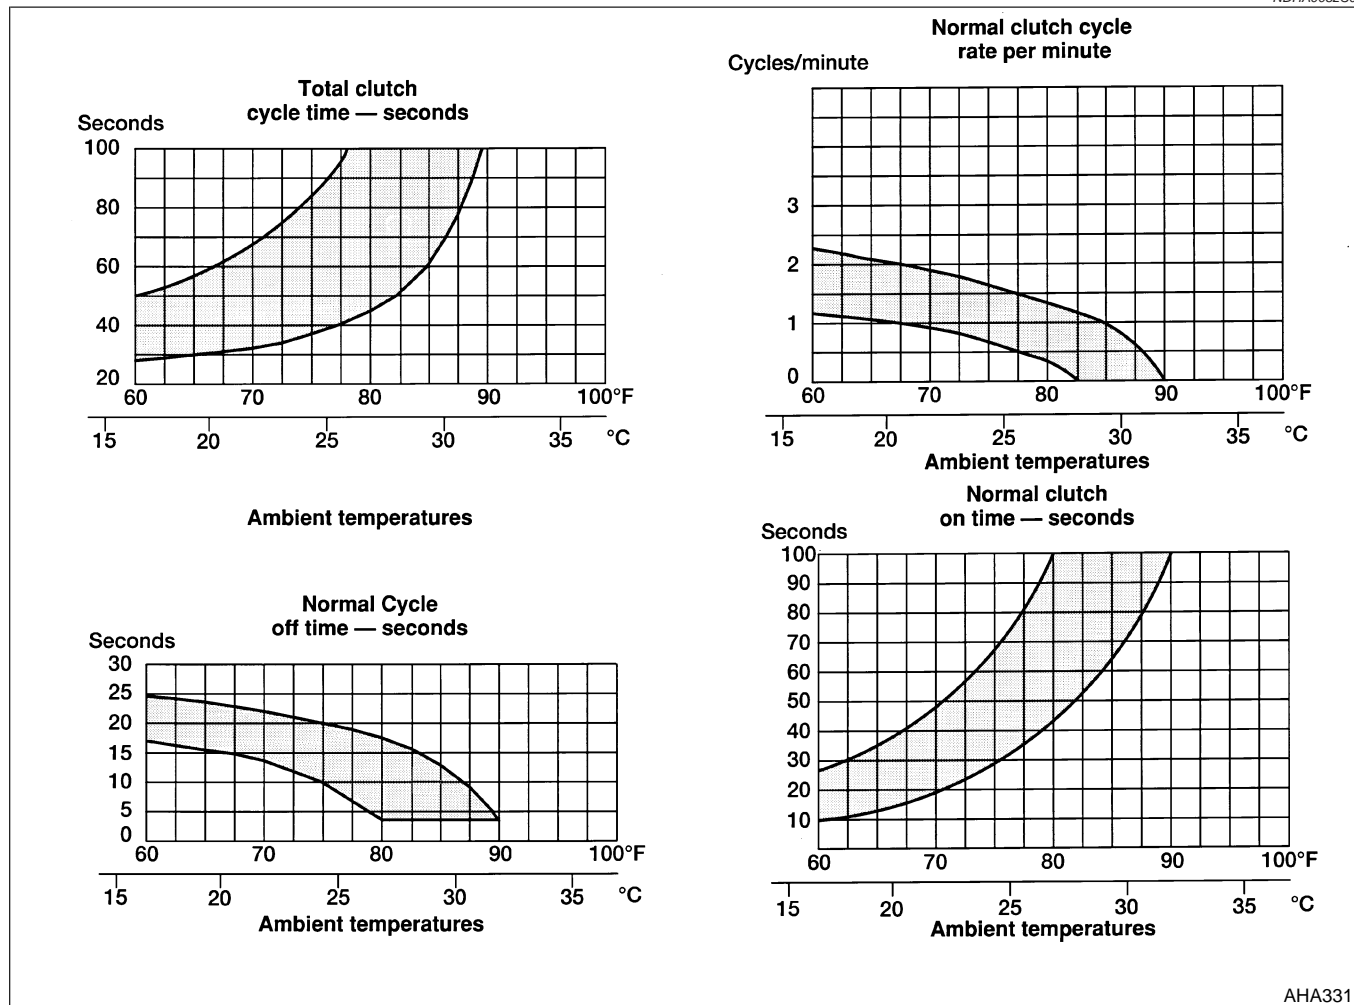 Total clutch
cycle time — seconds
Seconds
100
80
60
40
20
60 70 80 90 100°F
15 20 25 30 35 °C
Ambient temperatures
Normal clutch cycle
rate per minute
Cycles/minute
3
2
1
0
60 70 80 90 100°F
15 20 25 30 35 °C
Ambient temperatures
Normal Cycle
off time — seconds
Seconds
30
25
20
15
10
5
0
60 70 80 90 100°F
15 20 25 30 35 °C
Ambient temperatures
Normal clutch
on time — seconds
Seconds
100
90
80
70
60
50
40
30
20
10
60 70 80 90 100°F
15 20 25 30 35 °C
Ambient temperatures
AHA331